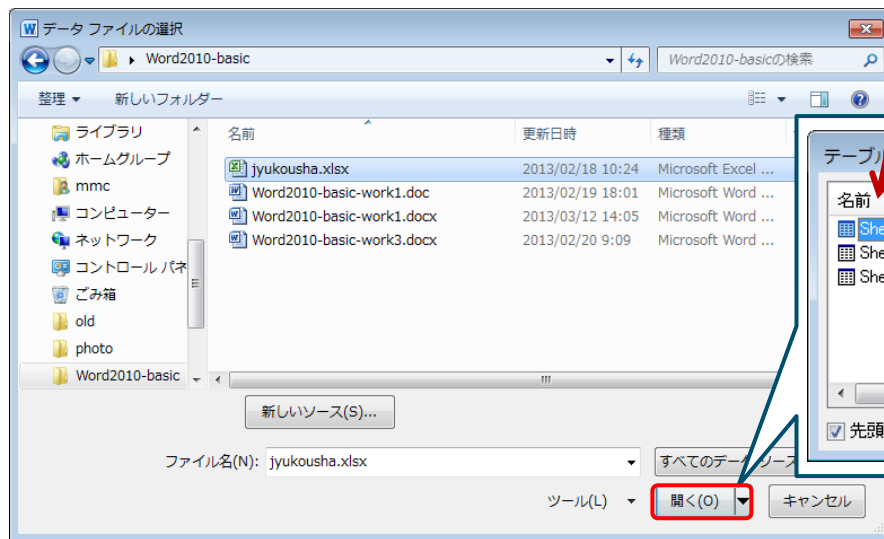 データ ファイルの選択
Word2010-basic
Word2010-basicの検索
整理 新しいフォルダー
名前 更新日時 種類
ライブラリ
ホームグループ
mmc
コンピューター
ネットワーク
コントロール パネ
ごみ箱
old
photo
Word2010-basic
jyukousha.xlsx 2013/02/18 10:24 Microsoft Excel ...
Word2010-basic-work1.doc 2013/02/19 18:01 Microsoft Word ...
Word2010-basic-work1.docx 2013/03/12 14:05 Microsoft Word ...
Word2010-basic-work3.docx 2013/02/20 9:09 Microsoft Word ...
新しいソース(S)...
ファイル名(N): jyukousha.xlsx
すべてのデータ ソース
ツール(L) 開く(O) キャンセル
テーブル
名前
She
She
She
先頭